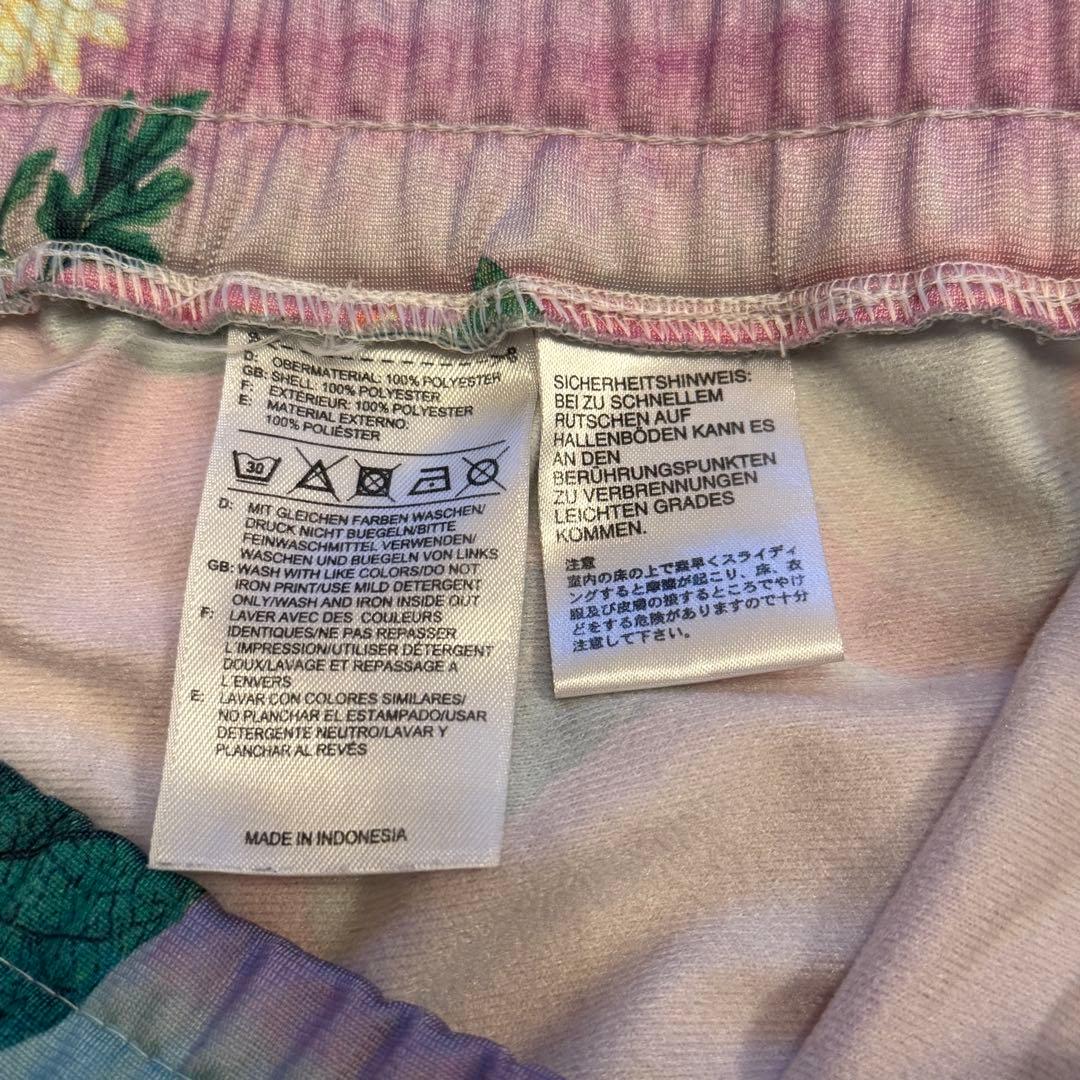 D: OBERMATERIAL: 100% POLYESTER
GB: SHELL: 100% POLYESTER
F: EXTERIEUR: 100% POLYESTER
E: MATERIAL EXTERNO:
100% POLIÉSTER
30
D: MIT GLEICHEN FARBEN WASCHEN/
DRUCK NICHT BUEGELN/BITTE
FEINWASCHMITTEL VERWENDEN/
WASCHEN UND BUEGELN VON LINKS
GB: WASH WITH LIKE COLORS/DO NOT
IRON PRINT/USE MILD DETERGENT
ONLY/WASH AND IRON INSIDE OUT
F: LAVER AVEC DES COULEURS
IDENTIQUES/NE PAS REPASSER
L'IMPRESSION/UTILISER DÉTERGENT
DOUX/LAVAGE ET REPASSAGE A
L'ENVERS
E: LAVAR CON COLORES SIMILARES/
NO PLANCHAR EL ESTAMPADO/USAR
DETERGENTE NEUTRO/LAVAR Y
PLANCHAR AL REVÉS
MADE IN INDONESIA
SICHERHEITSHINWEIS:
BEI ZU SCHNELLEM
RUTSCHEN AUF
HALLENBÖDEN KANN ES
AN DEN
BERÜHRUNGSPUNKTEN
ZU VERBRENNUNGEN
LEICHTEN GRADES
KOMMEN.
注意
室内の床の上で素早くスライディ
ングすると摩擦が起こり、床、衣
服及び皮膚の接するところでやけ
どをする危険がありますので十分
注意して下さい。